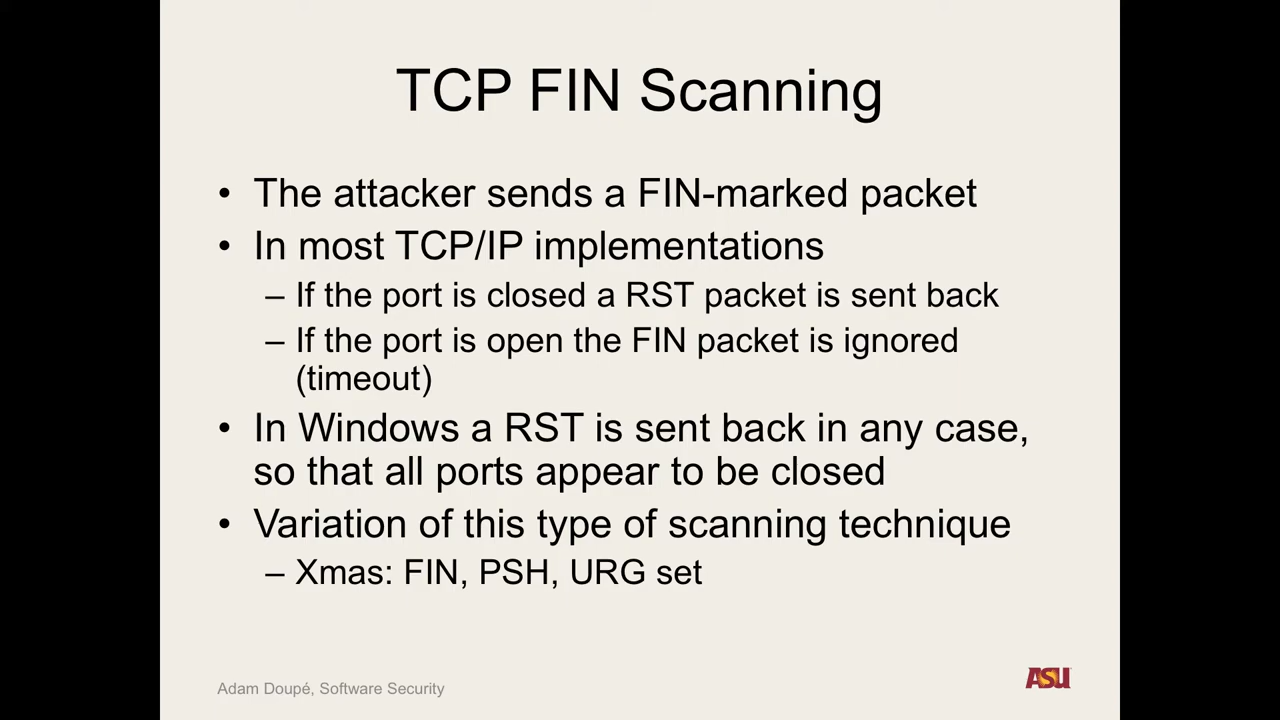 TCP FIN Scanning
• The attacker sends a FIN-marked packet
• In most TCP/IP implementations
– If the port is closed a RST packet is sent back
– If the port is open the FIN packet is ignored
(timeout)
• In Windows a RST is sent back in any case,
so that all ports appear to be closed
• Variation of this type of scanning technique
– Xmas: FIN, PSH, URG set
Adam Doupé, Software Security
ASU